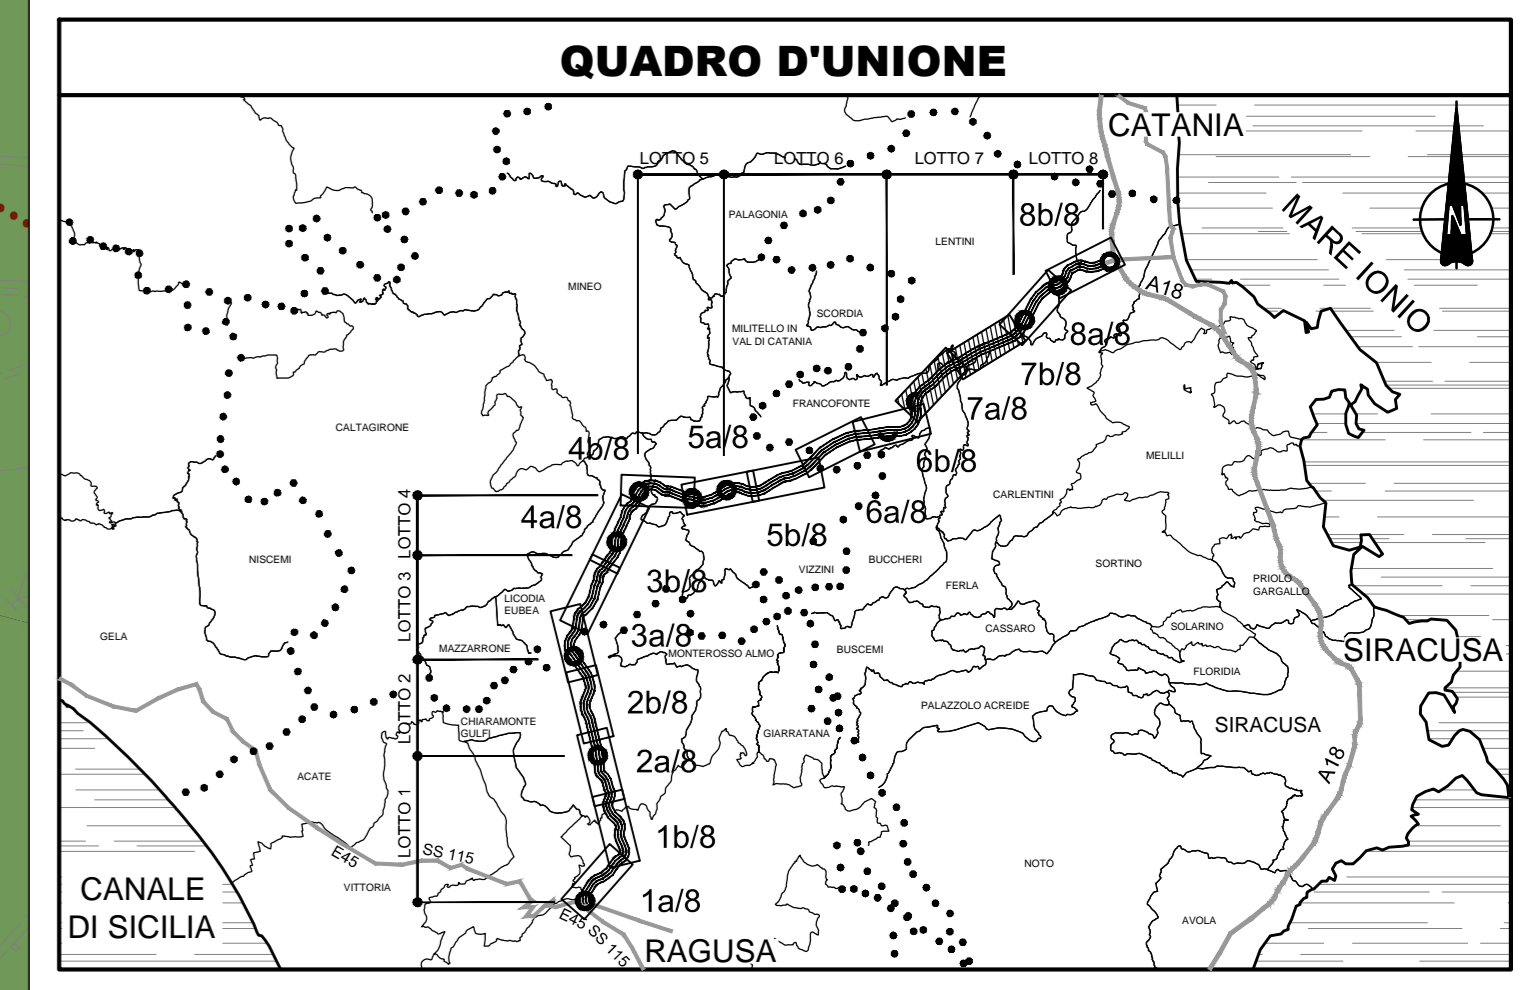 QUADRO D'UNIONE
CATANIA
LOTTO 5
LOTTO 6
LOTTO 7
LOTTO 8
PALAGONIA
8b/8
MARE IONIO
N
LENTINI
MINEO
A18
SCORDIA
MILITELLO IN
VAL DI CATANIA
8a/8
7b/8
FRANCOFONTE
7a/8
CALTAGIRONE
4b/8
5a/8
6b/8
MELILLI
CARLENTINI
LOTTO 4
4a/8
6a/8
5b/8
NISCEMI
VIZZINI
BUCCHERI
SORTINO
3b/8
FERLA
PRIOLO
GARGALLO
LICODIA
EUBEA
LOTTO 3
GELA
3a/8
CASSARO
SOLARINO
MAZZARRONE
MONTEROSSO ALMO
BUSCEMI
SIRACUSA
FLORIDIA
LOTTO 2
2b/8
PALAZZOLO ACREIDE
CHIARAMONTE
GULFI
GIARRATANA
SIRACUSA
2a/8
ACATE
A18
LOTTO 1
1b/8
E45
SS 115
NOTO
VITTORIA
CANALE
DI SICILIA
1a/8
E45 SS 115
AVOLA
RAGUSA